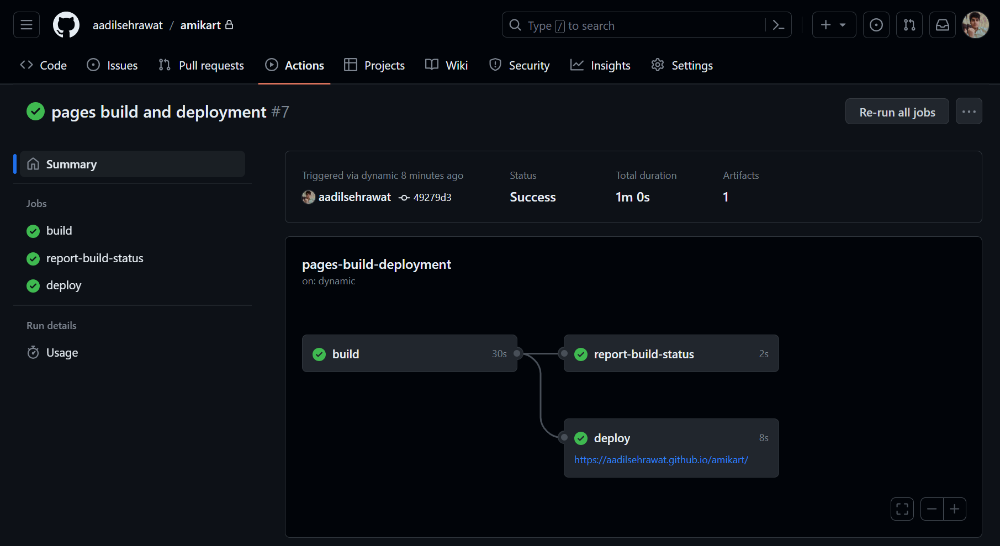 aadilsehrawat / amikart
Type / to search
Code Issues Pull requests Actions Projects Wiki Security Insights Settings
pages build and deployment #7
Re-run all jobs
Summary
Jobs
build
report-build-status
deploy
Run details
Usage
Triggered via dynamic 8 minutes ago
aadilsehrawat 49279d3
Status
Success
Total duration
1m 0s
Artifacts
1
pages-build-deployment
on: dynamic
build 30s
report-build-status 2s
deploy 8s
https://aadilsehrawat.github.io/amikart/